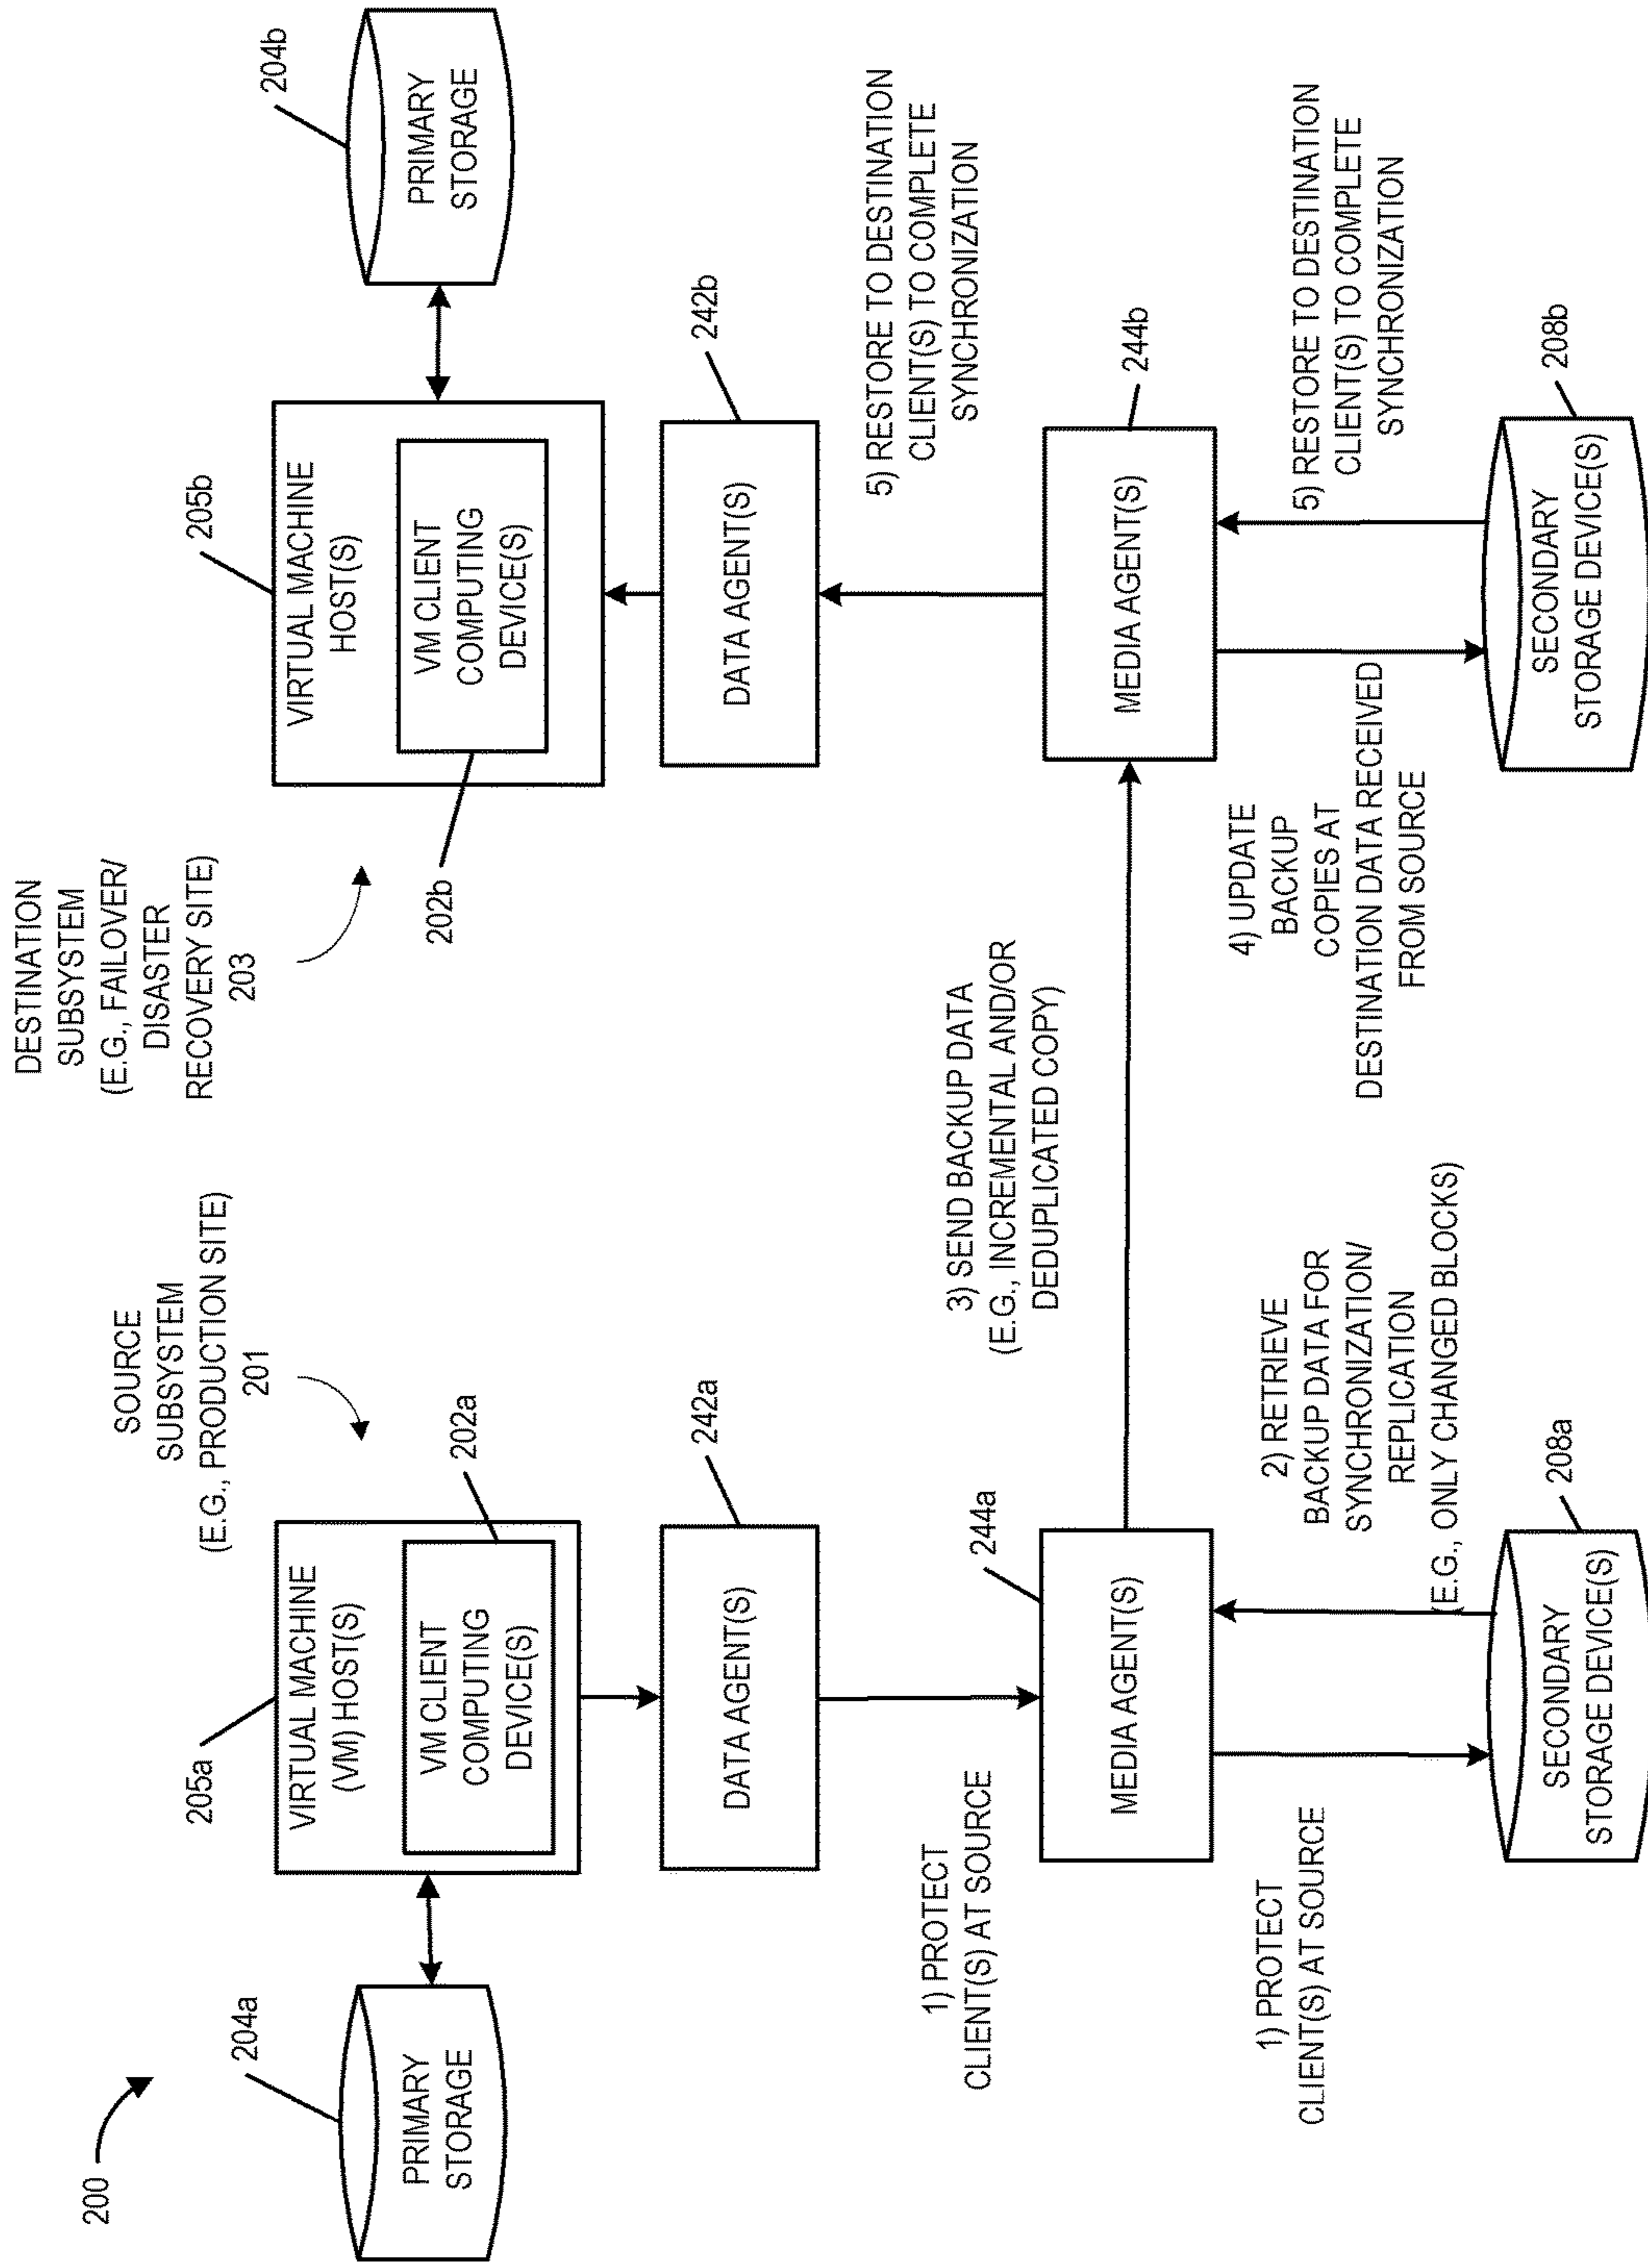 200
SOURCE
SUBSYSTEM
(E.G., PRODUCTION SITE)
201
DESTINATION
SUBSYSTEM
(E.G., FAILOVER/
DISASTER
RECOVERY SITE)
203
204a
PRIMARY
STORAGE
205a
VIRTUAL MACHINE
(VM) HOST(S)
VM CLIENT
COMPUTING
DEVICE(S)
202a
205b
VIRTUAL MACHINE
HOST(S)
VM CLIENT
COMPUTING
DEVICE(S)
202b
204b
PRIMARY
STORAGE
DATA AGENT(S)
242a
DATA AGENT(S)
242b
1) PROTECT
CLIENT(S) AT SOURCE
5) RESTORE TO DESTINATION
CLIENT(S) TO COMPLETE
SYNCHRONIZATION
244a
MEDIA AGENT(S)
3) SEND BACKUP DATA
(E.G., INCREMENTAL AND/OR
DEDUPLICATED COPY)
MEDIA AGENT(S)
244b
1) PROTECT
CLIENT(S) AT SOURCE
2) RETRIEVE
BACKUP DATA FOR
SYNCHRONIZATION/
REPLICATION
(E.G., ONLY CHANGED BLOCKS)
4) UPDATE
BACKUP
COPIES AT
DESTINATION DATA RECEIVED
FROM SOURCE
5) RESTORE TO DESTINATION
CLIENT(S) TO COMPLETE
SYNCHRONIZATION
SECONDARY
STORAGE DEVICE(S)
208a
SECONDARY
STORAGE DEVICE(S)
208b